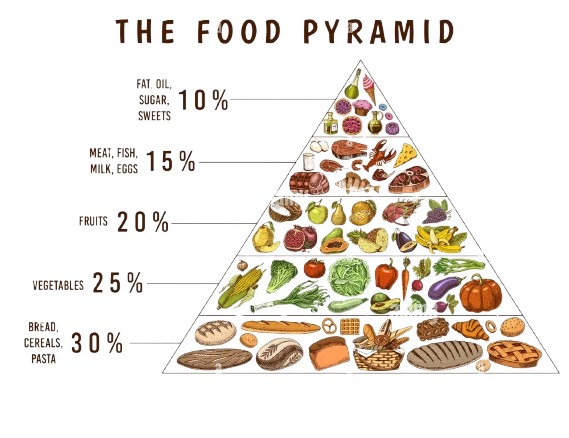 THE FOOD PYRAMID
FAT, OIL,
SUGAR,
SWEETS
10%
MEAT, FISH,
MILK, EGGS
15%
FRUITS 20%
VEGETABLES 25%
BREAD,
CEREALS,
PASTA
30%